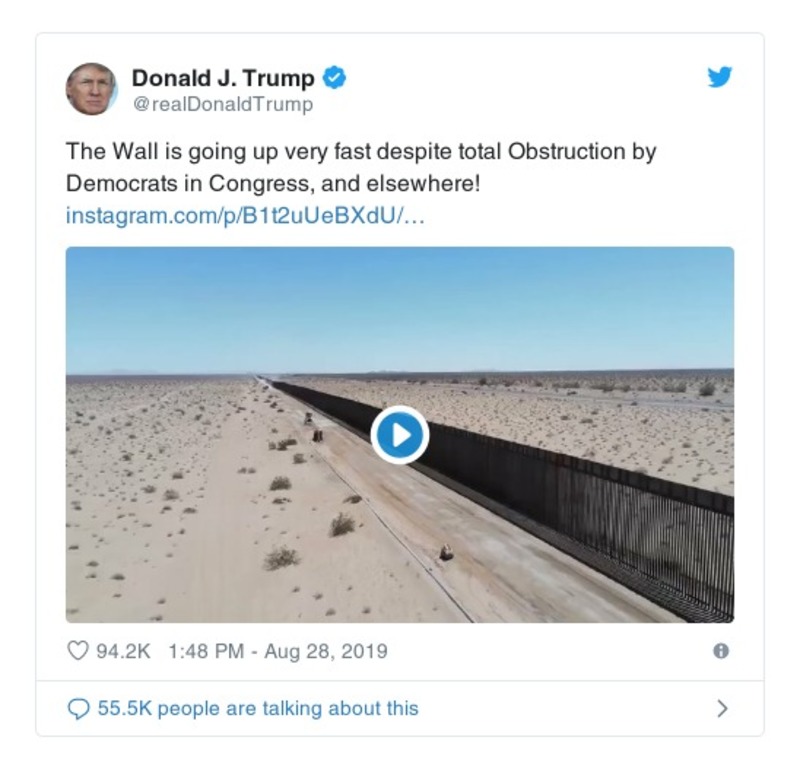 Donald J. Trump
@realDonaldTrump
The Wall is going up very fast despite total Obstruction by
Democrats in Congress, and elsewhere!
instagram.com/p/B1t2uUeBXdU/…
94.2K 1:48 PM - Aug 28, 2019
55.5K people are talking about this